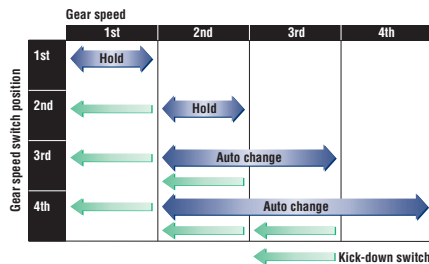 Gear speed
1st 2nd 3rd 4th
Gear speed switch position
1st Hold
2nd Hold
3rd Auto change
4th Auto change
Kick-down switch